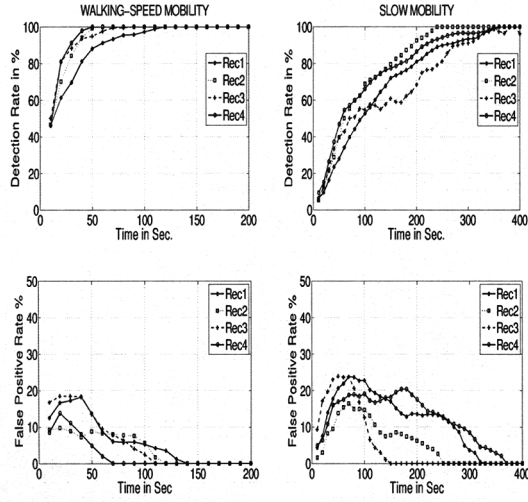 WALKING-SPEED MOBILITY
Detection Rate in %
100
80
60
40
20
0
Rec1
Rec2
Rec3
Rec4
0 50 100 150 200
Time in Sec.
SLOW MOBILITY
Detection Rate in %
100
80
60
40
20
0
Rec1
Rec2
Rec3
Rec4
0 100 200 300 400
Time in Sec.
False Positive Rate %
50
40
30
20
10
0
Rec1
Rec2
Rec3
Rec4
0 50 100 150 200
Time in Sec.
False Positive Rate %
50
40
30
20
10
0
Rec1
Rec2
Rec3
Rec4
0 100 200 300 400
Time in Sec.